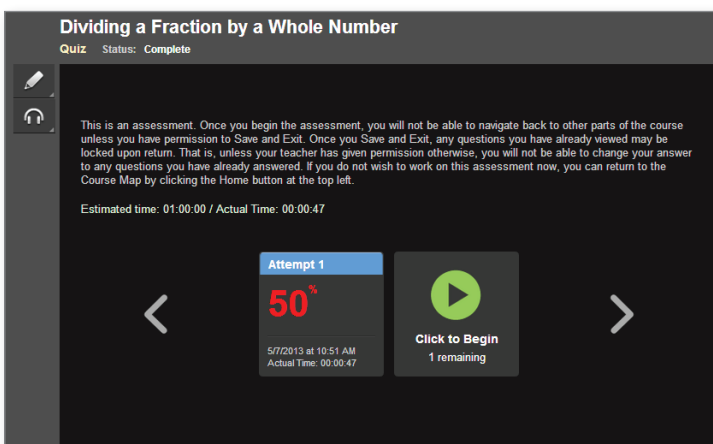 Dividing a Fraction by a Whole Number
Quiz Status: Complete
This is an assessment. Once you begin the assessment, you will not be able to navigate back to other parts of the course
unless you have permission to Save and Exit. Once you Save and Exit, any questions you have already viewed may be
locked upon return. That is, unless your teacher has given permission otherwise, you will not be able to change your answer
to any questions you have already answered. If you do not wish to work on this assessment now, you can return to the
Course Map by clicking the Home button at the top left.
Estimated time: 01:00:00 / Actual Time: 00:00:47
Attempt 1
50%
5/7/2013 at 10:51 AM
Actual Time: 00:00:47
Click to Begin
1 remaining